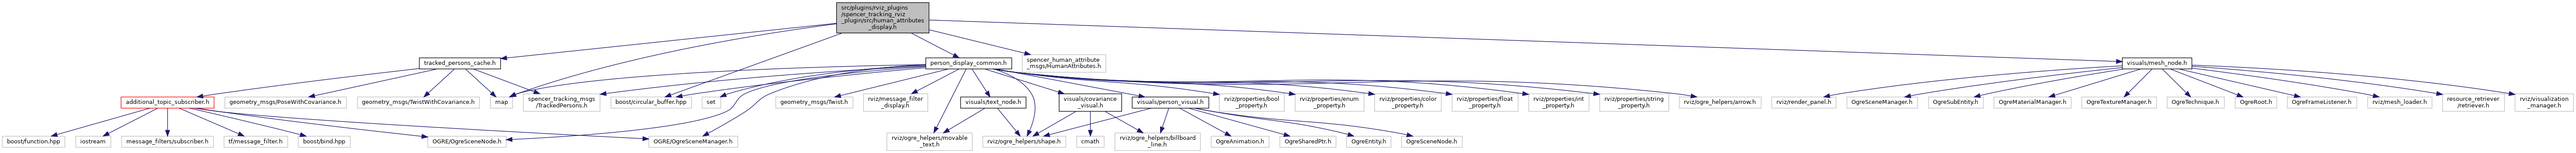 src/plugins/rviz_plugins
/spencer_tracking_rviz
_plugin/src/human_attributes
_display.h
tracked_persons_cache.h
person_display_common.h
spencer_human_attribute
_msgs/HumanAttributes.h
visuals/mesh_node.h
additional_topic_subscriber.h
geometry_msgs/PoseWithCovariance.h
geometry_msgs/TwistWithCovariance.h
map
spencer_tracking_msgs
/TrackedPersons.h
boost/circular_buffer.hpp
set
geometry_msgs/Twist.h
rviz/message_filter
_display.h
visuals/text_node.h
visuals/covariance
_visual.h
visuals/person_visual.h
rviz/properties/bool
_property.h
rviz/properties/enum
_property.h
rviz/properties/color
_property.h
rviz/properties/float
_property.h
rviz/properties/int
_property.h
rviz/properties/string
_property.h
rviz/ogre_helpers/arrow.h
rviz/render_panel.h
OgreSceneManager.h
OgreSubEntity.h
OgreMaterialManager.h
OgreTextureManager.h
OgreTechnique.h
OgreRoot.h
OgreFrameListener.h
rviz/mesh_loader.h
resource_retriever
/retriever.h
rviz/visualization
_manager.h
boost/function.hpp
iostream
message_filters/subscriber.h
tf/message_filter.h
boost/bind.hpp
OGRE/OgreSceneNode.h
OGRE/OgreSceneManager.h
rviz/ogre_helpers/movable
_text.h
rviz/ogre_helpers/shape.h
cmath
rviz/ogre_helpers/billboard
_line.h
OgreAnimation.h
OgreSharedPtr.h
OgreEntity.h
OgreSceneNode.h